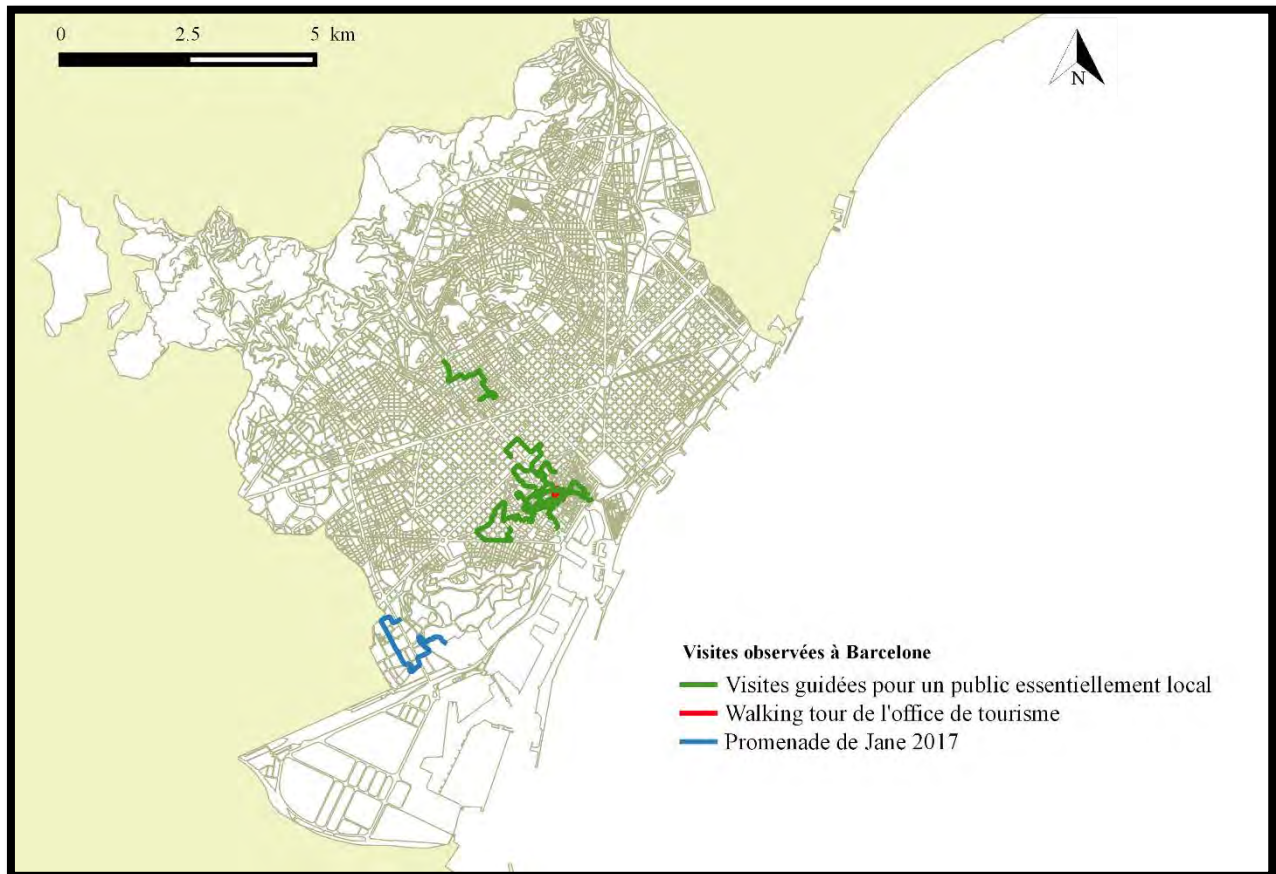 0 2.5 5 km
N
Visites observées à Barcelone
Visites guidées pour un public essentiellement local
Walking tour de l'office de tourisme
Promenade de Jane 2017